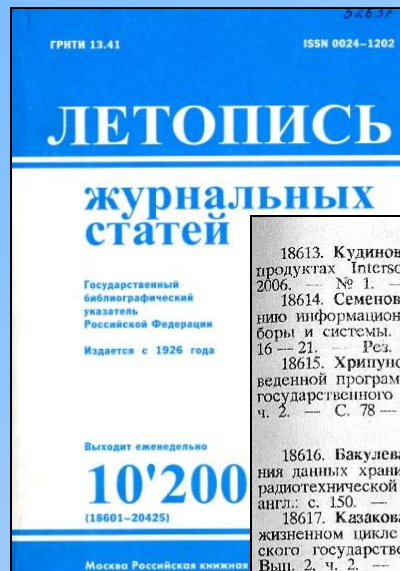 ГРНТИ 13.41
ISSN 0024-1202
ЛЕТОПИСЬ
журнальных
статей
Государственный
библиографический
указатель
Российской Федерации
Издается с 1926 года
Выходит еженедельно
10'200
(18601-20425)
Москва Российская книжная
18613. Кудинов
продуктах Interso
2006. — № 1. —
18614. Семенов
нию информацион
боры и системы.
16 — 21. — Рез.
18615. Хрипуно
веденной програм
государственного
ч. 2. — С. 78 —
18616. Бакулева
ния данных храни
радиотехнической
англ.: с. 150. —
18617. Казакова
жизненном цикле
ского государстве
Вып. 2, ч. 2. —